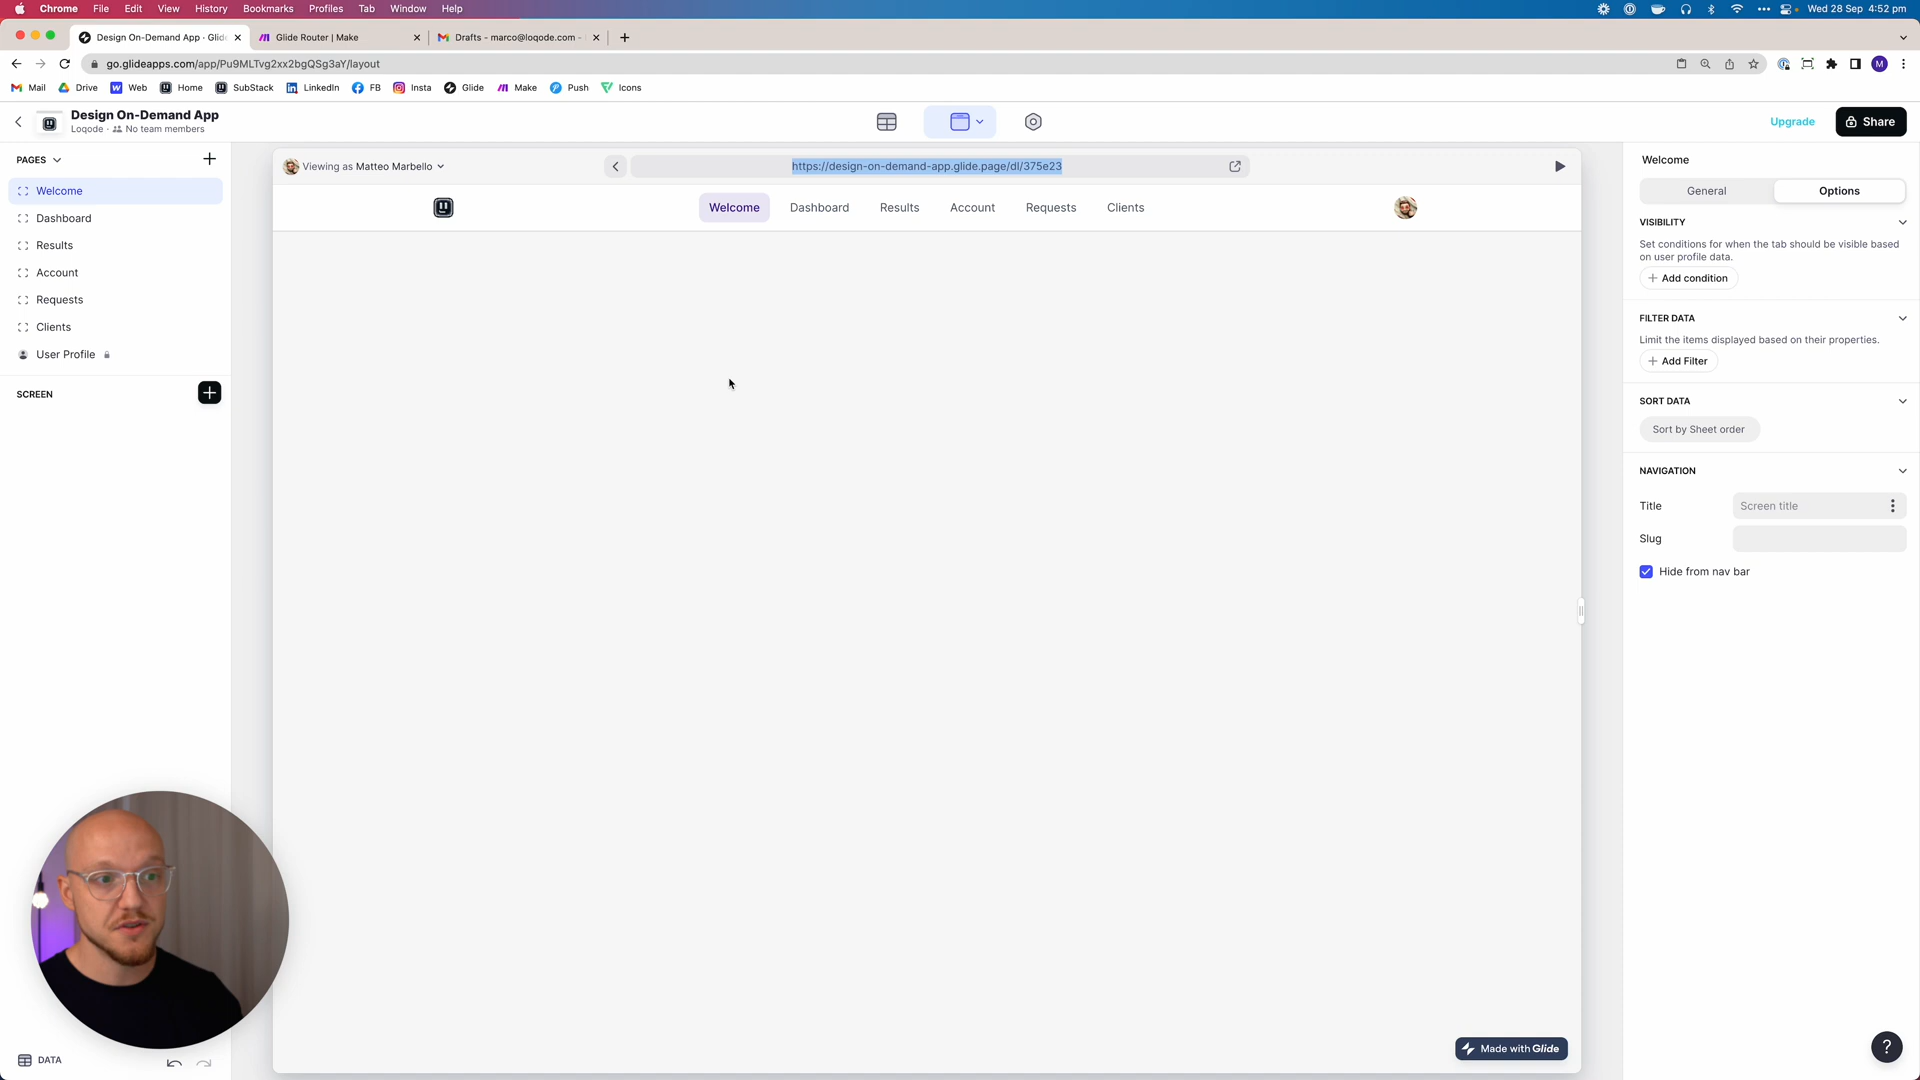 Chrome File Edit View History Bookmarks Profiles Tab Window Help
Wed 28 Sep 4:52 pm
Design On-Demand App · Glid
Glide Router | Make
Drafts - marco@loqode.com -
go.glideapps.com/app/Pu9MLTvg2xx2bgQSg3aY/layout
M
Mail Drive Web Home SubStack LinkedIn FB Insta Glide Make Push Icons
Design On-Demand App
Loqode · No team members
Upgrade
Share
PAGES
Welcome
Dashboard
Results
Account
Requests
Clients
User Profile
SCREEN
Viewing as Matteo Marbello
https://design-on-demand-app.glide.page/dl/375e23
Welcome Dashboard Results Account Requests Clients
Welcome
General Options
VISIBILITY
Set conditions for when the tab should be visible based
on user profile data.
Add condition
FILTER DATA
Limit the items displayed based on their properties.
Add Filter
SORT DATA
Sort by Sheet order
NAVIGATION
Title Screen title
Slug
Hide from nav bar
DATA
Made with Glide
?